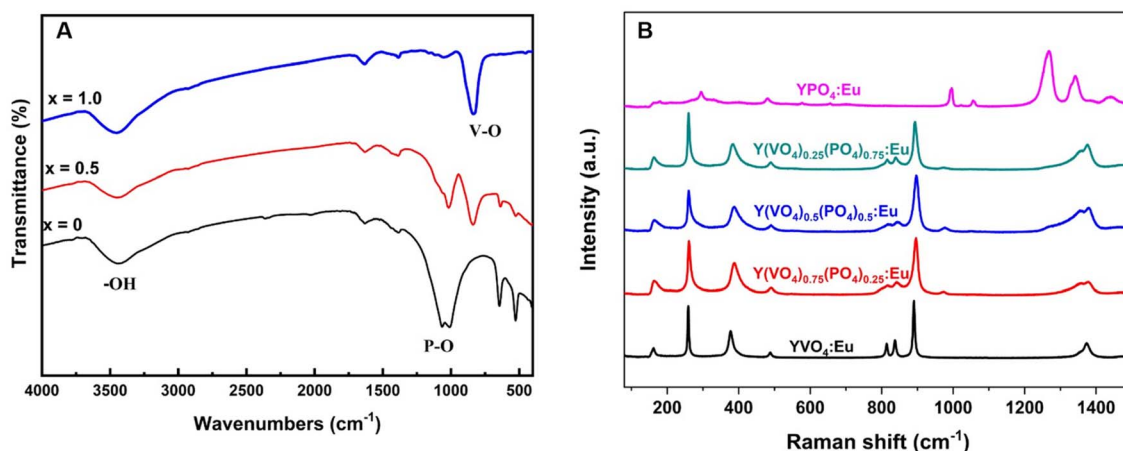 A
x = 1.0
V-O
x = 0.5
x = 0
-OH
P-O
Transmittance (%)
4000 3500 3000 2500 2000 1500 1000 500
Wavenumbers (cm⁻¹)
B
YPO₄:Eu
Y(VO₄)₀.₂₅(PO₄)₀.₇₅:Eu
Y(VO₄)₀.₅(PO₄)₀.₅:Eu
Y(VO₄)₀.₇₅(PO₄)₀.₂₅:Eu
YVO₄:Eu
Intensity (a.u.)
200 400 600 800 1000 1200 1400
Raman shift (cm⁻¹)